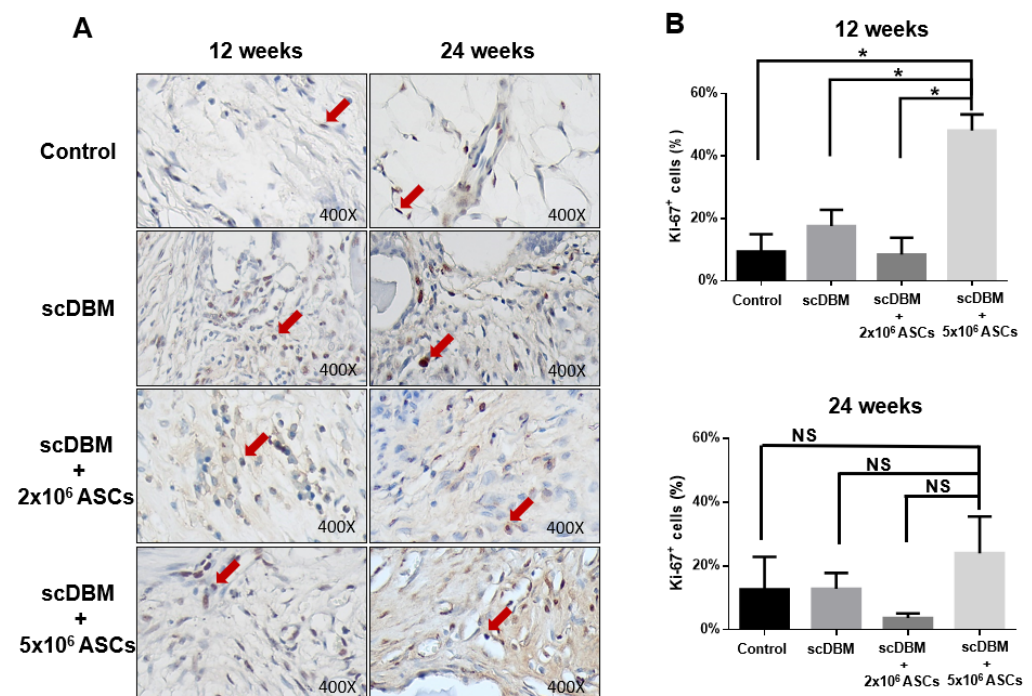 A
12 weeks
24 weeks
Control
400X
400X
scDBM
400X
400X
scDBM
+
2x10⁶ ASCs
400X
400X
scDBM
+
5x10⁶ ASCs
400X
400X
B
12 weeks
*
*
*
Ki-67⁺ cells (%)
60%
40%
20%
0%
Control
scDBM
scDBM
+
2x10⁶ ASCs
scDBM
+
5x10⁶ ASCs
24 weeks
NS
NS
NS
Ki-67⁺ cells (%)
60%
40%
20%
0%
Control
scDBM
scDBM
+
2x10⁶ ASCs
scDBM
+
5x10⁶ ASCs